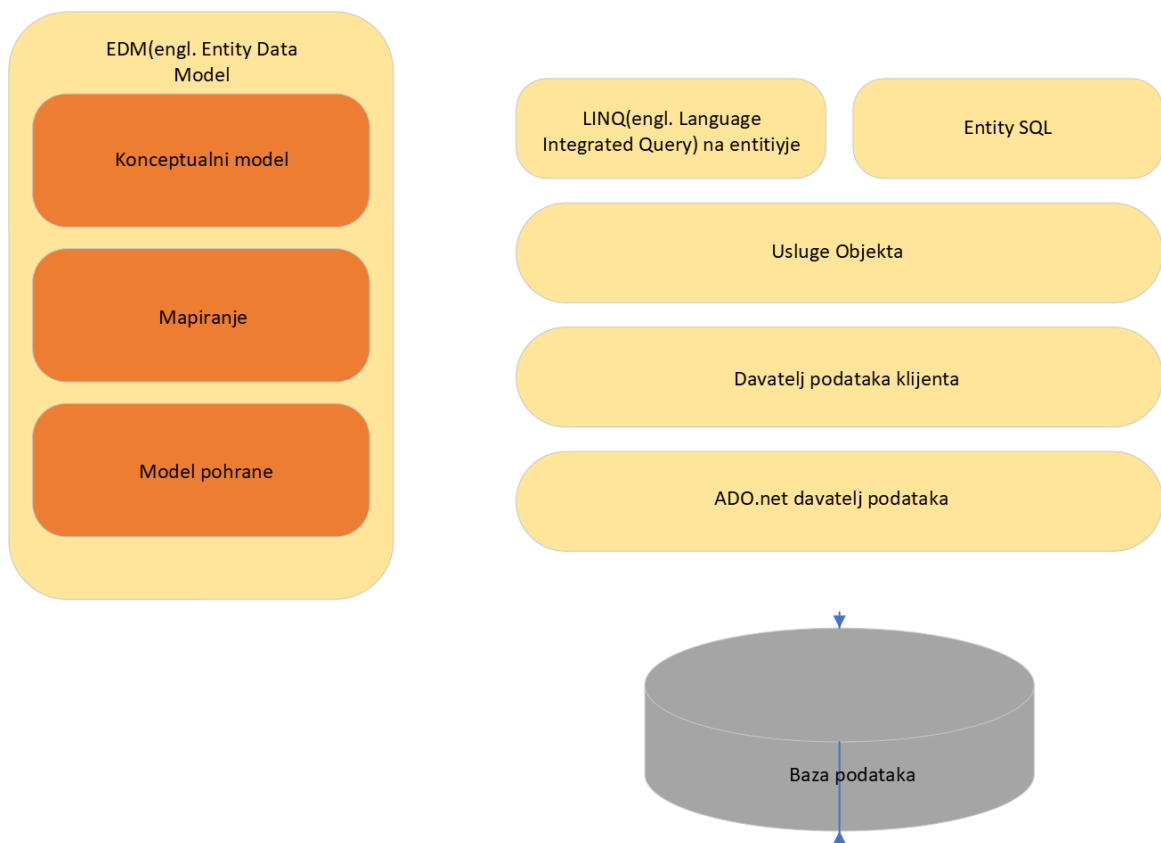 EDM(engl. Entity Data
Model
Konceptualni model
Mapiranje
Model pohrane
LINQ(engl. Language
Integrated Query) na entitiyje
Entity SQL
Usluge Objekta
Davatelj podataka klijenta
ADO.net davatelj podataka
Baza podataka